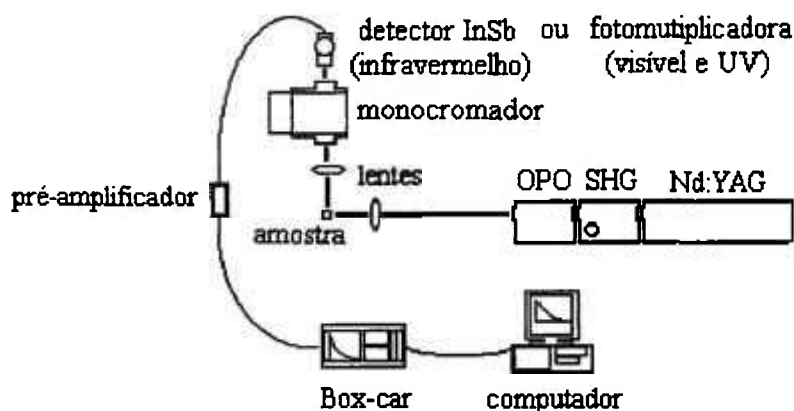 detector InSb ou fotomutiplicadora
(infravermelho) (visível e UV)
monocromador
lentes
OPO SHG Nd:YAG
pré-amplificador
amostra
Box-car computador